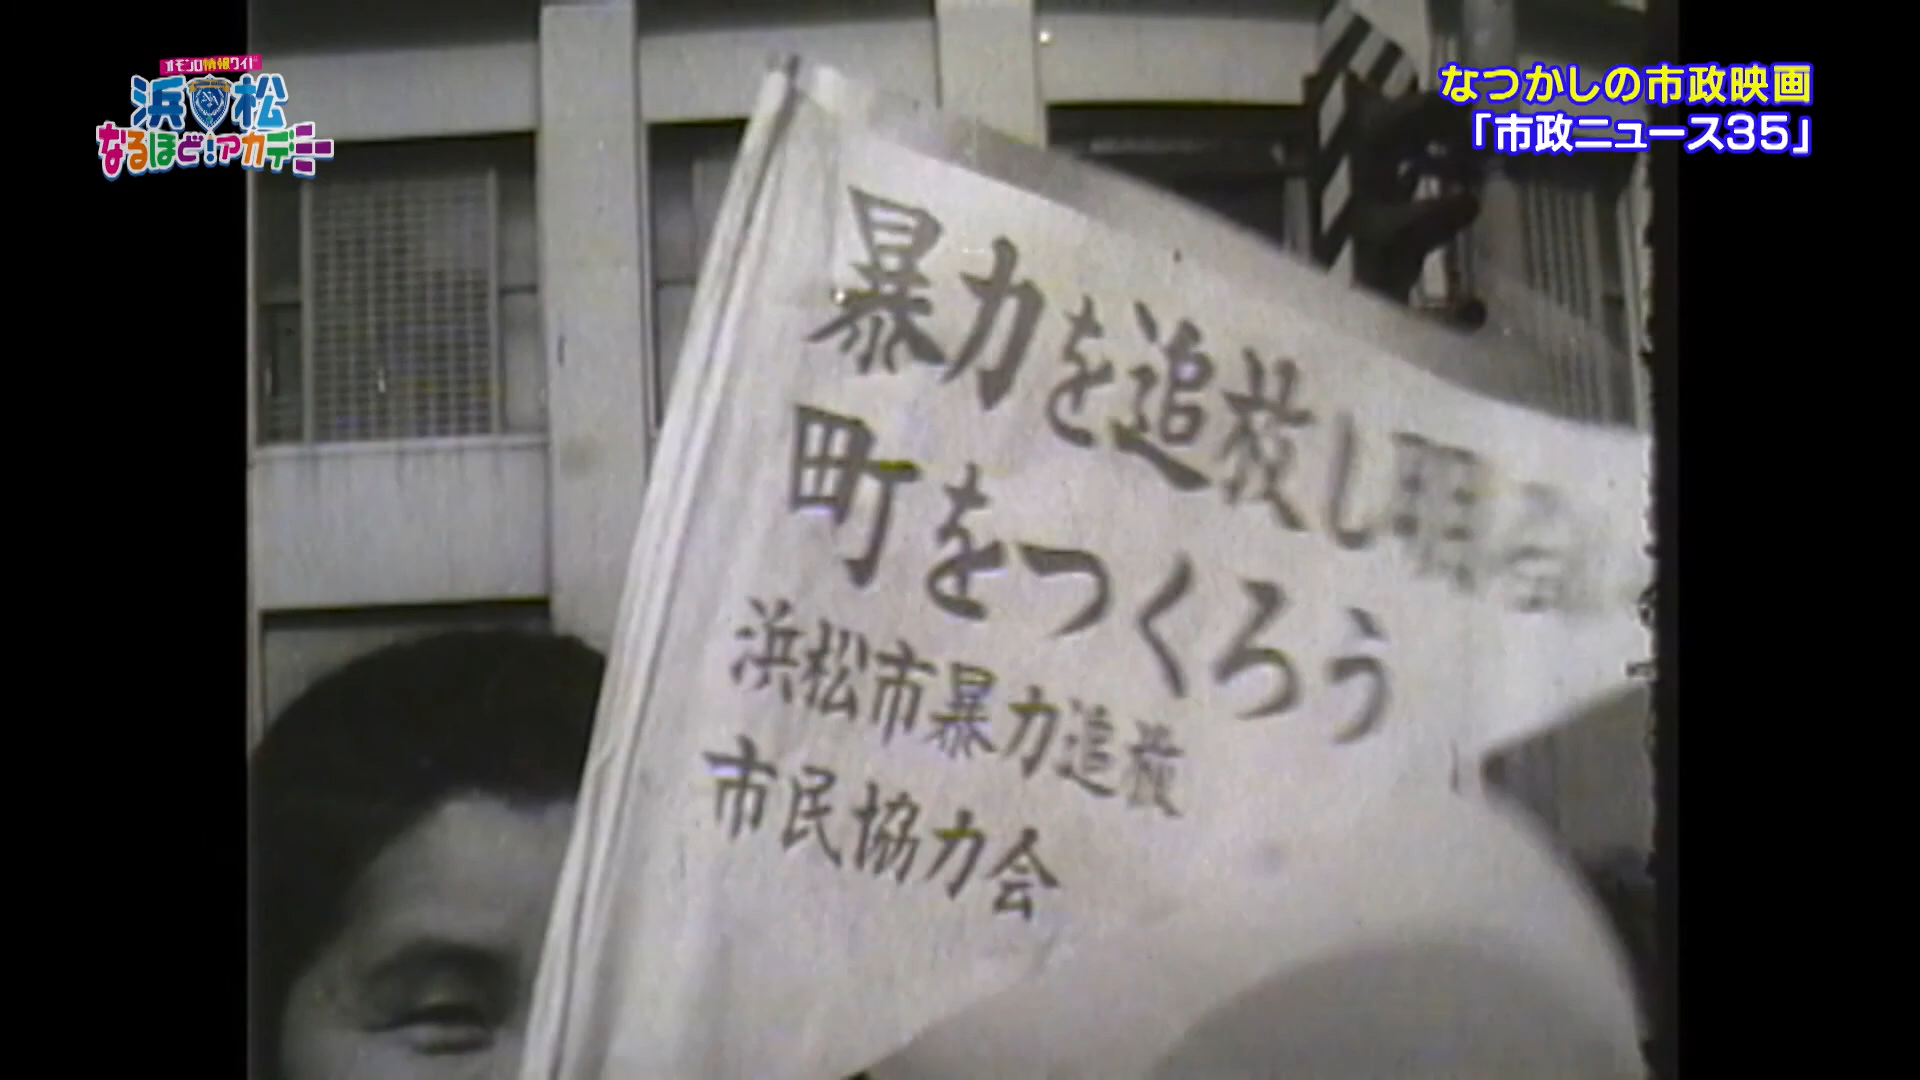 オモシロ情報ワイド
浜松
なるほど!アカデミー
なつかしの市政映画
「市政ニュース35」
暴力を追放し明る
町をつくろう
浜松市暴力追放
市民協力会